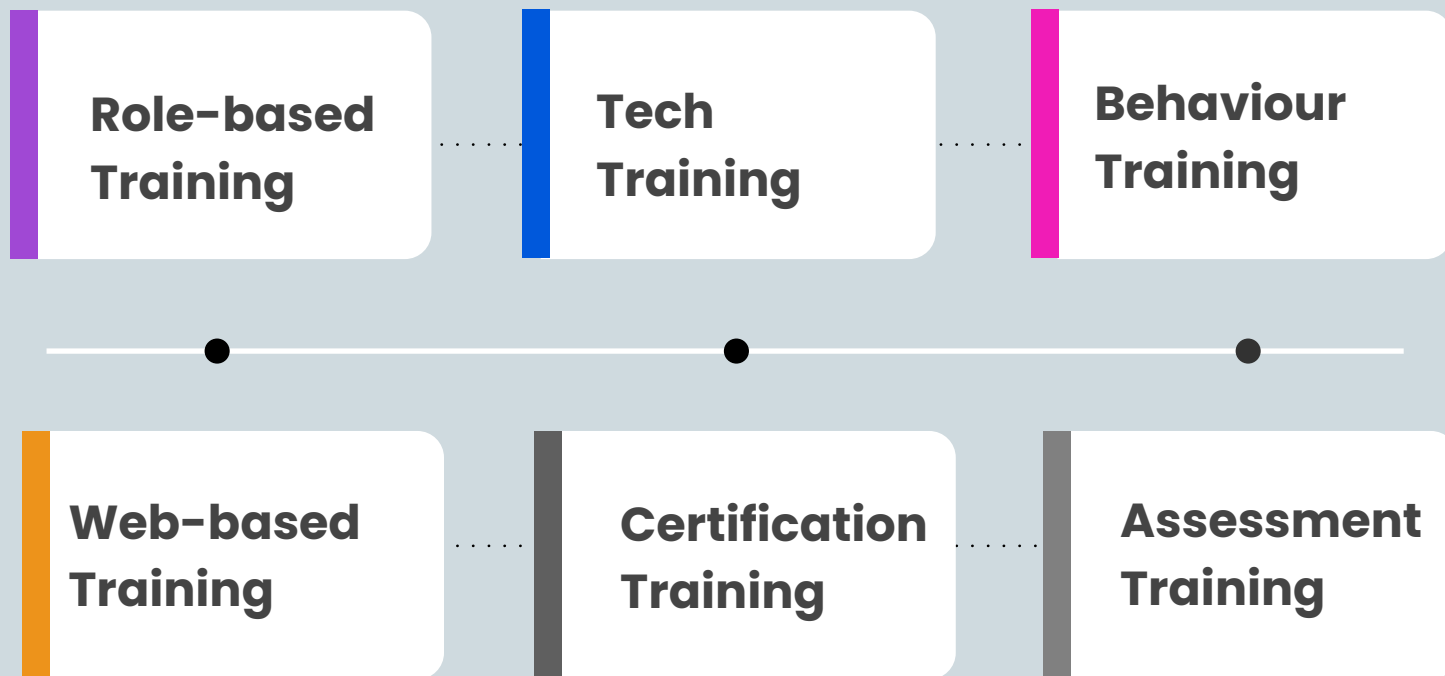 Role-based
Training
Tech
Training
Behaviour
Training
Web-based
Training
Certification
Training
Assessment
Training